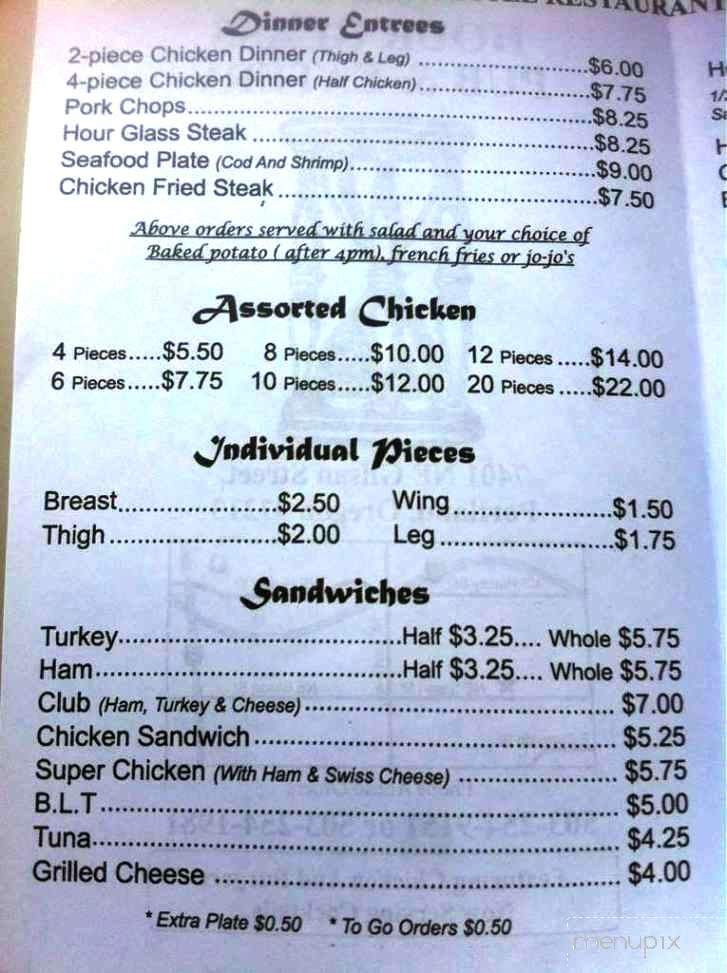 RESTAURANT
Dinner Entrees
2-piece Chicken Dinner (Thigh & Leg) ........................$6.00
4-piece Chicken Dinner (Half Chicken)........................$7.75
Pork Chops........................$8.25
Hour Glass Steak ........................$8.25
Seafood Plate (Cod And Shrimp)........................$9.00
Chicken Fried Steak........................$7.50
Above orders served with salad and your choice of
Baked potato ( after 4pm), french fries or jo-jo's
Assorted Chicken
4 Pieces.....$5.50 8 Pieces.....$10.00 12 Pieces .....$14.00
6 Pieces.....$7.75 10 Pieces.....$12.00 20 Pieces .....$22.00
Individual Pieces
Breast......................$2.50 Wing......................$1.50
Thigh......................$2.00 Leg......................$1.75
Sandwiches
Turkey........................Half $3.25.... Whole $5.75
Ham........................Half $3.25.... Whole $5.75
Club (Ham, Turkey & Cheese)........................ $7.00
Chicken Sandwich........................ $5.25
Super Chicken (With Ham & Swiss Cheese) .................... $5.75
B.L.T........................ $5.00
Tuna........................ $4.25
Grilled Cheese ........................ $4.00
* Extra Plate $0.50 * To Go Orders $0.50
menupix